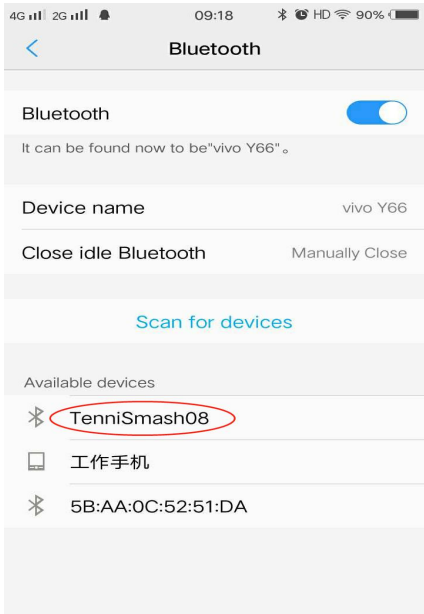 4G 2G 09:18 HD 90%
Bluetooth
Bluetooth
It can be found now to be"vivo Y66"。
Device name vivo Y66
Close idle Bluetooth Manually Close
Scan for devices
Available devices
TenniSmash08
工作手机
5B:AA:0C:52:51:DA